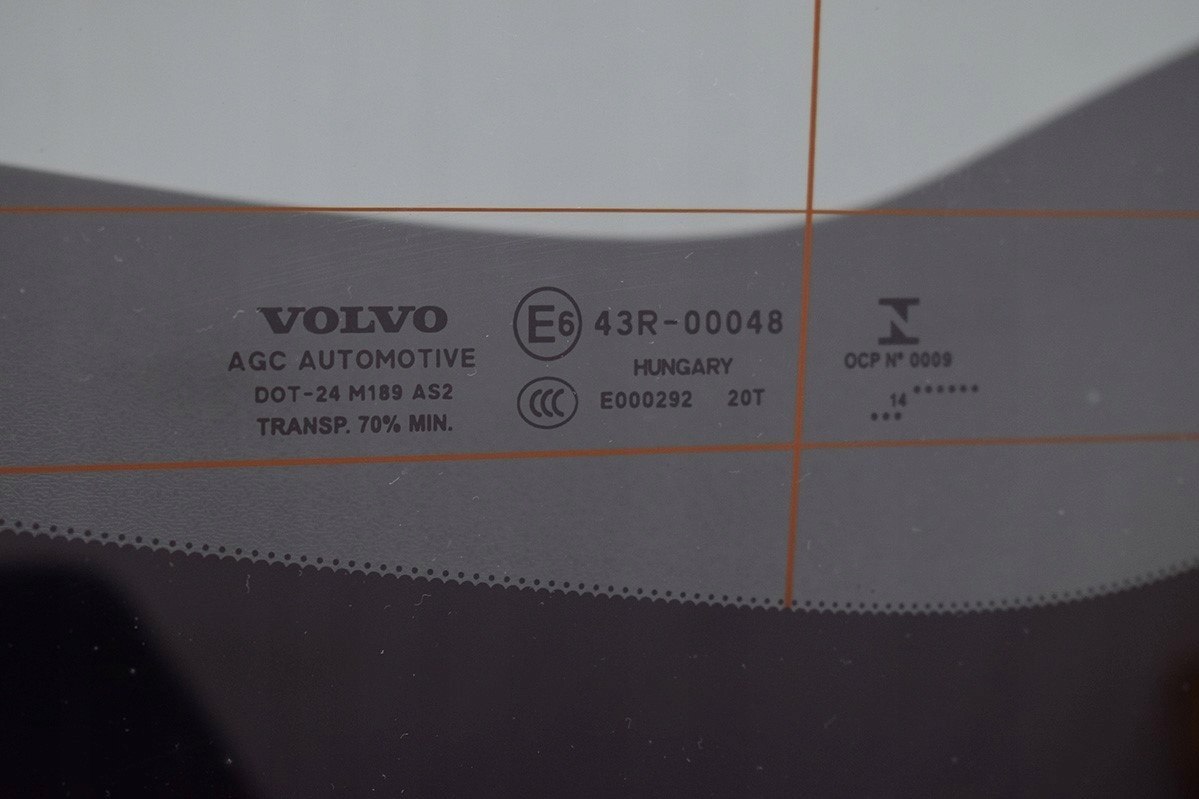 VOLVO
AGC AUTOMOTIVE
DOT-24 M189 AS2
TRANSP. 70% MIN.
E6 43R-00048
HUNGARY
CCC E000292 20T
OCP Nº 0009
.......
14
...